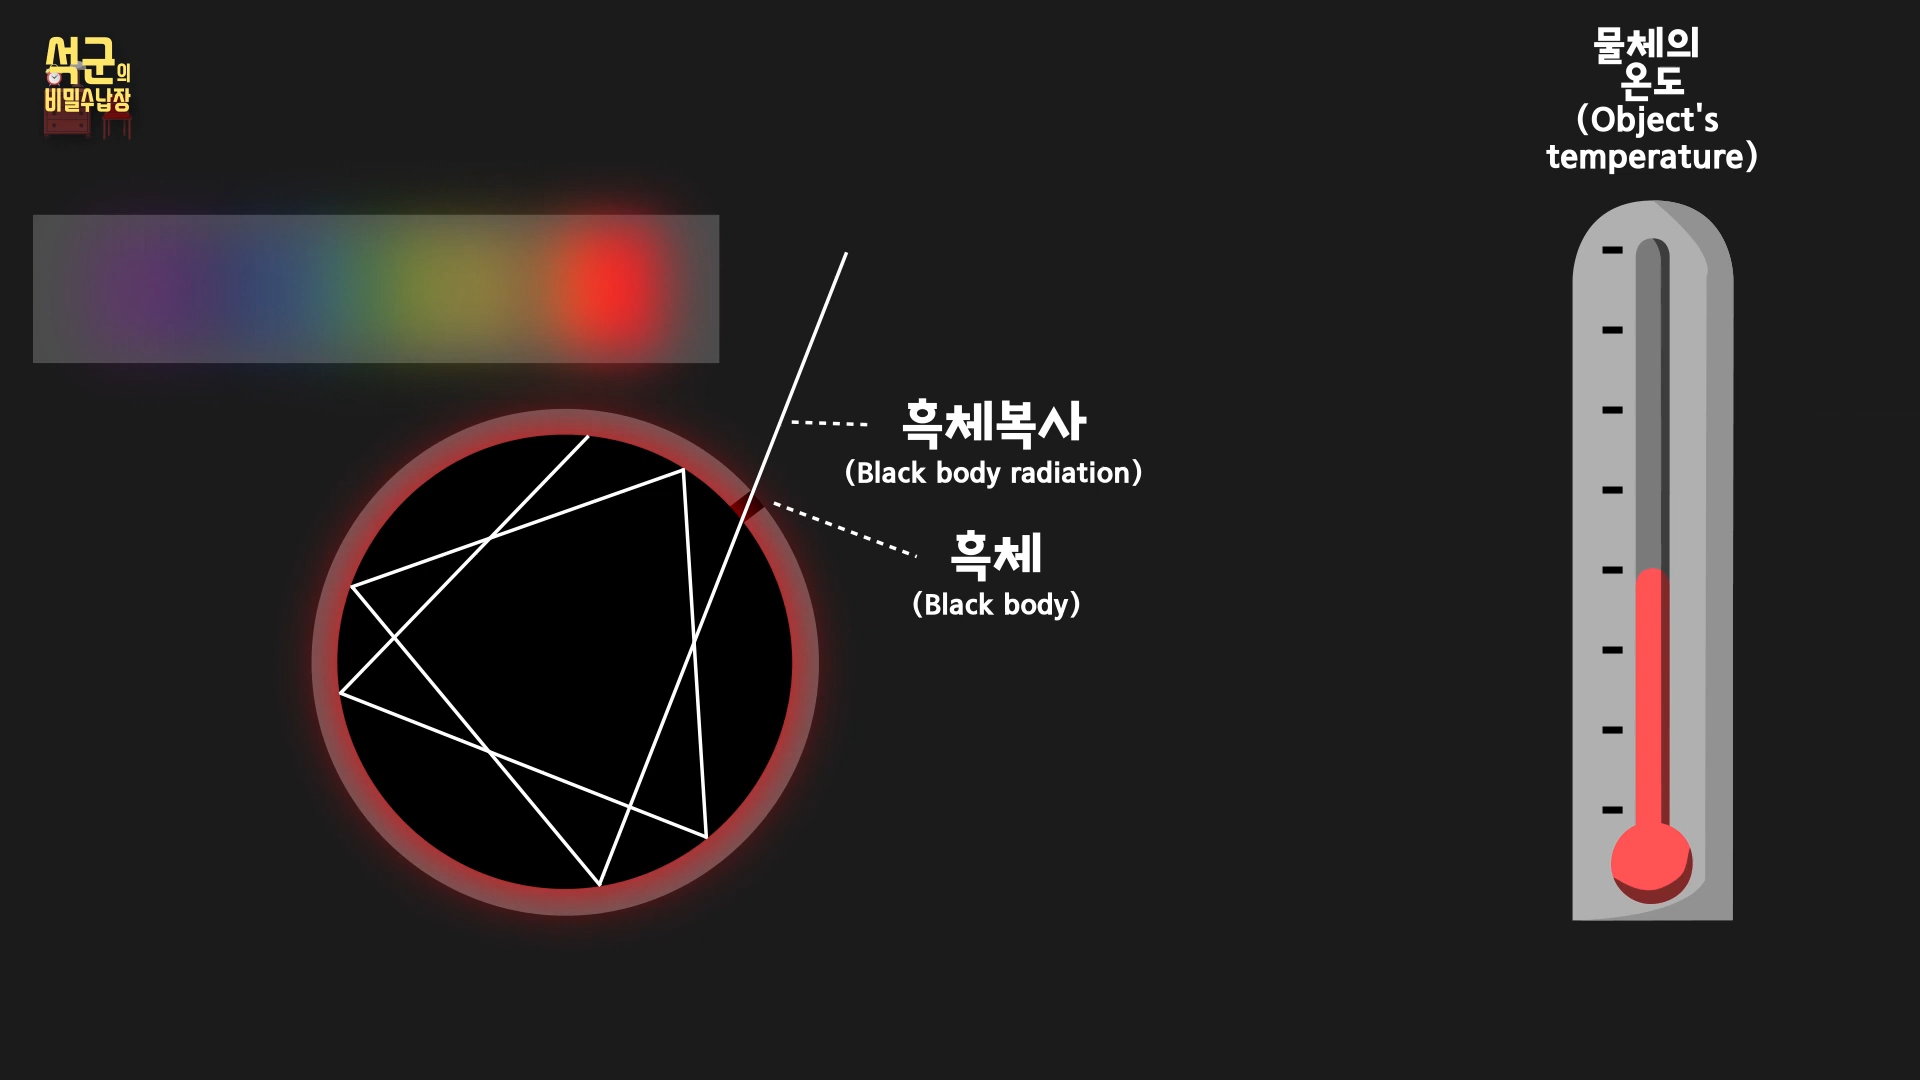 석군의
비밀수납장
물체의
온도
(Object's
temperature)
흑체복사
(Black body radiation)
흑체
(Black body)